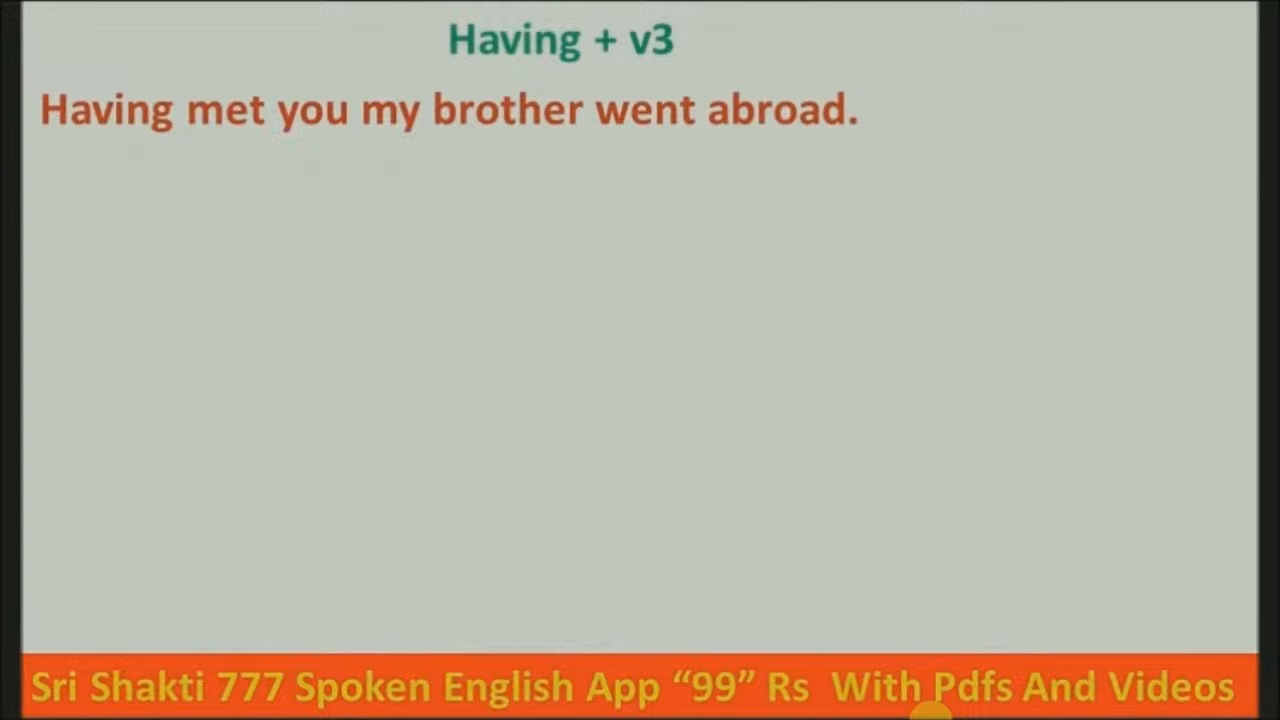 Having + v3
Having met you my brother went abroad.
Sri Shakti 777 Spoken English App “99” Rs With Pdfs And Videos